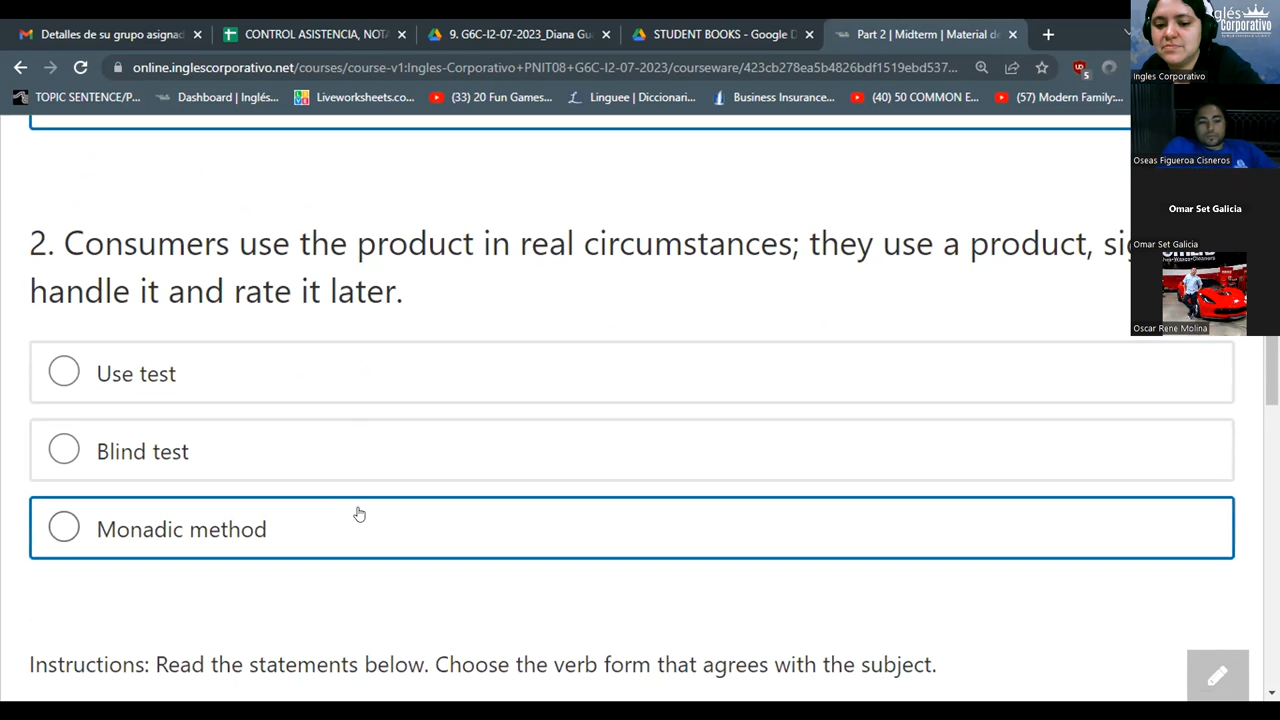 Detalles de su grupo asignad
CONTROL ASISTENCIA, NOTA
9. G6C-I2-07-2023_Diana Gu
STUDENT BOOKS - Google D
Part 2 | Midterm | Material de
online.inglescorporativo.net/courses/course-v1:Ingles-Corporativo+PNIT08+G6C-I2-07-2023/courseware/423cb278ea5b4826bdf1519ebd537...
TOPIC SENTENCE/P...
Dashboard | Inglés...
Liveworksheets.co...
(33) 20 Fun Games...
Linguee | Diccionari...
Business Insurance...
(40) 50 COMMON E...
(57) Modern Family:...
glés
Corporativo
Ingles Corporativo
Oseas Figueroa Cisneros
Omar Set Galicia
Omar Set Galicia
Oscar Rene Molina
2. Consumers use the product in real circumstances; they use a product,
handle it and rate it later.
Use test
Blind test
Monadic method
Instructions: Read the statements below. Choose the verb form that agrees with the subject.